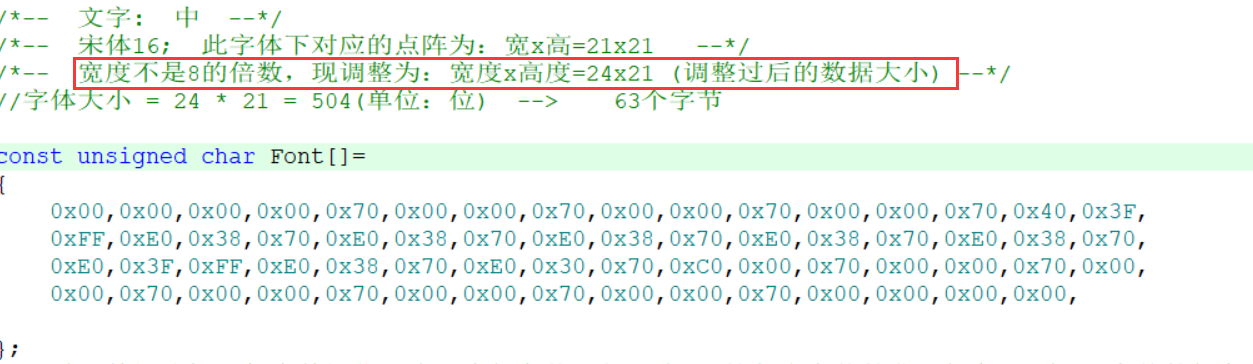 /*--  文字:  中  --*/
/*--  宋体16;  此字体下对应的点阵为: 宽x高=21x21   --*/
/*--  宽度不是8的倍数，现调整为: 宽度x高度=24x21 (调整过后的数据大小) --*/
//字体大小 = 24 * 21 = 504(单位: 位)  -->    63个字节
const unsigned char Font[]=
{
0x00,0x00,0x00,0x00,0x70,0x00,0x00,0x70,0x00,0x00,0x70,0x00,0x00,0x70,0x40,0x3F,
0xFF,0xE0,0x38,0x70,0xE0,0x38,0x70,0xE0,0x38,0x70,0xE0,0x38,0x70,0xE0,0x38,0x70,
0xE0,0x3F,0xFF,0xE0,0x38,0x70,0xE0,0x30,0x70,0xC0,0x00,0x70,0x00,0x00,0x70,0x00,
0x00,0x70,0x00,0x00,0x70,0x00,0x00,0x70,0x00,0x00,0x70,0x00,0x00,0x00,0x00,
};